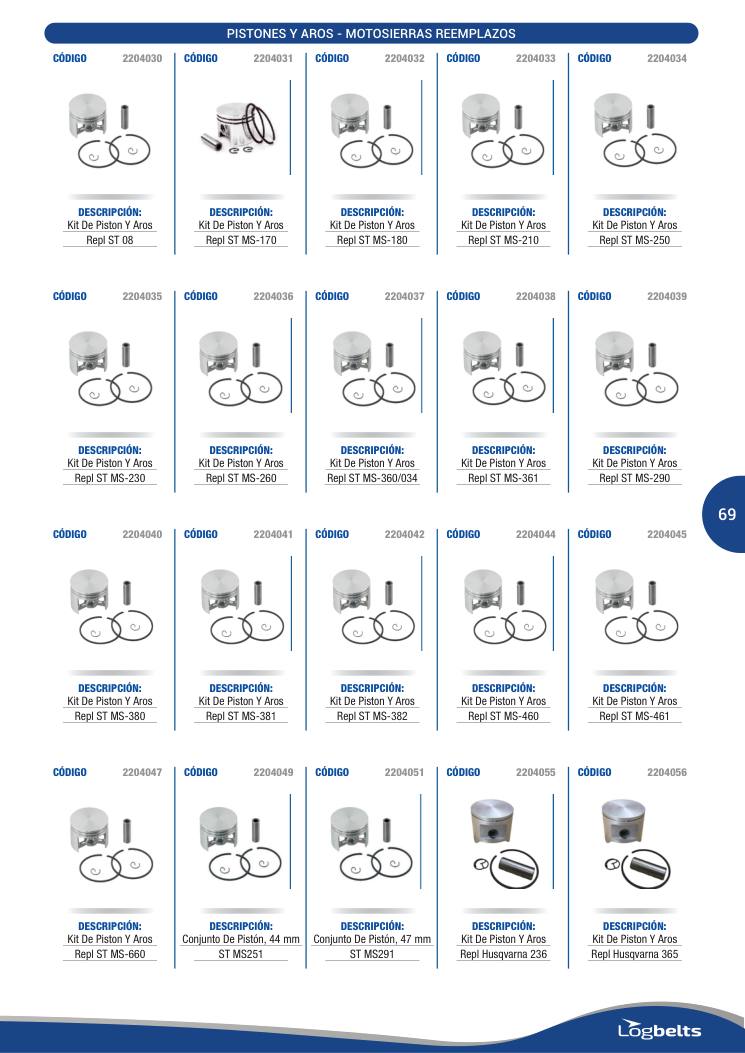 PISTONES Y AROS - MOTOSIERRAS REEMPLAZOS
CÓDIGO 2204030
DESCRIPCIÓN:
Kit De Piston Y Aros
Repl ST 08
CÓDIGO 2204031
DESCRIPCIÓN:
Kit De Piston Y Aros
Repl ST MS-170
CÓDIGO 2204032
DESCRIPCIÓN:
Kit De Piston Y Aros
Repl ST MS-180
CÓDIGO 2204033
DESCRIPCIÓN:
Kit De Piston Y Aros
Repl ST MS-210
CÓDIGO 2204034
DESCRIPCIÓN:
Kit De Piston Y Aros
Repl ST MS-250
CÓDIGO 2204035
DESCRIPCIÓN:
Kit De Piston Y Aros
Repl ST MS-230
CÓDIGO 2204036
DESCRIPCIÓN:
Kit De Piston Y Aros
Repl ST MS-260
CÓDIGO 2204037
DESCRIPCIÓN:
Kit De Piston Y Aros
Repl ST MS-360/034
CÓDIGO 2204038
DESCRIPCIÓN:
Kit De Piston Y Aros
Repl ST MS-361
CÓDIGO 2204039
DESCRIPCIÓN:
Kit De Piston Y Aros
Repl ST MS-290
69
CÓDIGO 2204040
DESCRIPCIÓN:
Kit De Piston Y Aros
Repl ST MS-380
CÓDIGO 2204041
DESCRIPCIÓN:
Kit De Piston Y Aros
Repl ST MS-381
CÓDIGO 2204042
DESCRIPCIÓN:
Kit De Piston Y Aros
Repl ST MS-382
CÓDIGO 2204044
DESCRIPCIÓN:
Kit De Piston Y Aros
Repl ST MS-460
CÓDIGO 2204045
DESCRIPCIÓN:
Kit De Piston Y Aros
Repl ST MS-461
CÓDIGO 2204047
DESCRIPCIÓN:
Kit De Piston Y Aros
Repl ST MS-660
CÓDIGO 2204049
DESCRIPCIÓN:
Conjunto De Pistón, 44 mm
ST MS251
CÓDIGO 2204051
DESCRIPCIÓN:
Conjunto De Pistón, 47 mm
ST MS291
CÓDIGO 2204055
DESCRIPCIÓN:
Kit De Piston Y Aros
Repl Husqvarna 236
CÓDIGO 2204056
DESCRIPCIÓN:
Kit De Piston Y Aros
Repl Husqvarna 365
Logbelts